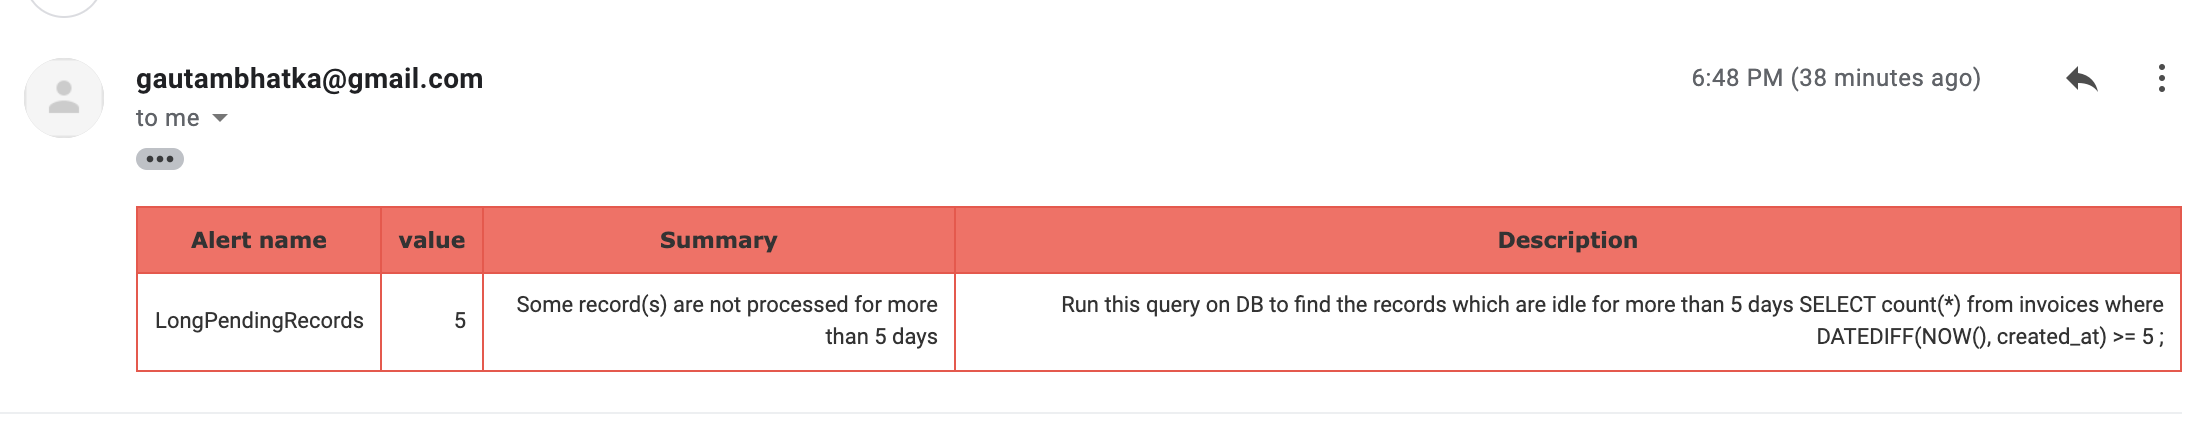 gautambhatka@gmail.com
6:48 PM (38 minutes ago)
to me
Alert name
value
Summary
Description
LongPendingRecords
5
Some record(s) are not processed for more
than 5 days
Run this query on DB to find the records which are idle for more than 5 days SELECT count(*) from invoices where
DATEDIFF(NOW(), created_at) >= 5 ;